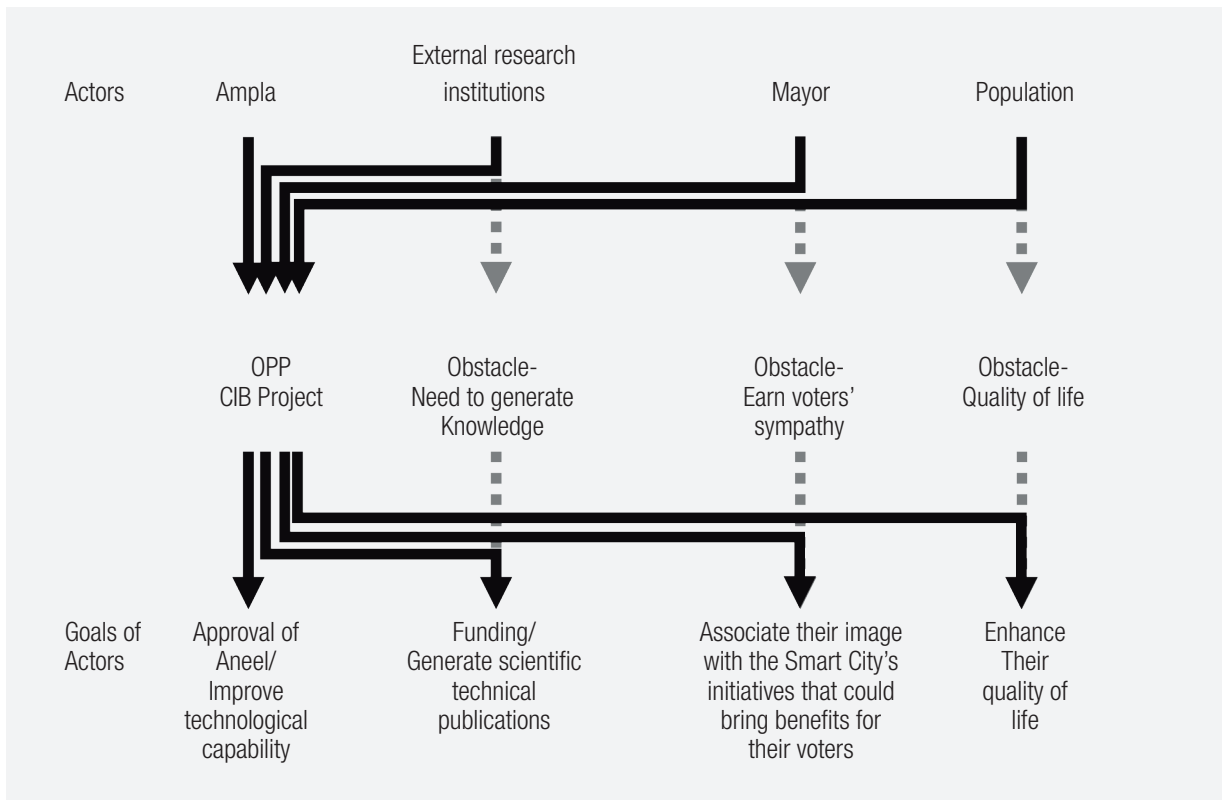 External research
Actors Ampla institutions Mayor Population
OPP
CIB Project
Obstacle-
Need to generate
Knowledge
Obstacle-
Earn voters'
sympathy
Obstacle-
Quality of life
Goals of
Actors
Approval of
Aneel/
Improve
technological
capability
Funding/
Generate scientific
technical
publications
Associate their image
with the Smart City's
initiatives that could
bring benefits for
their voters
Enhance
Their
quality of
life